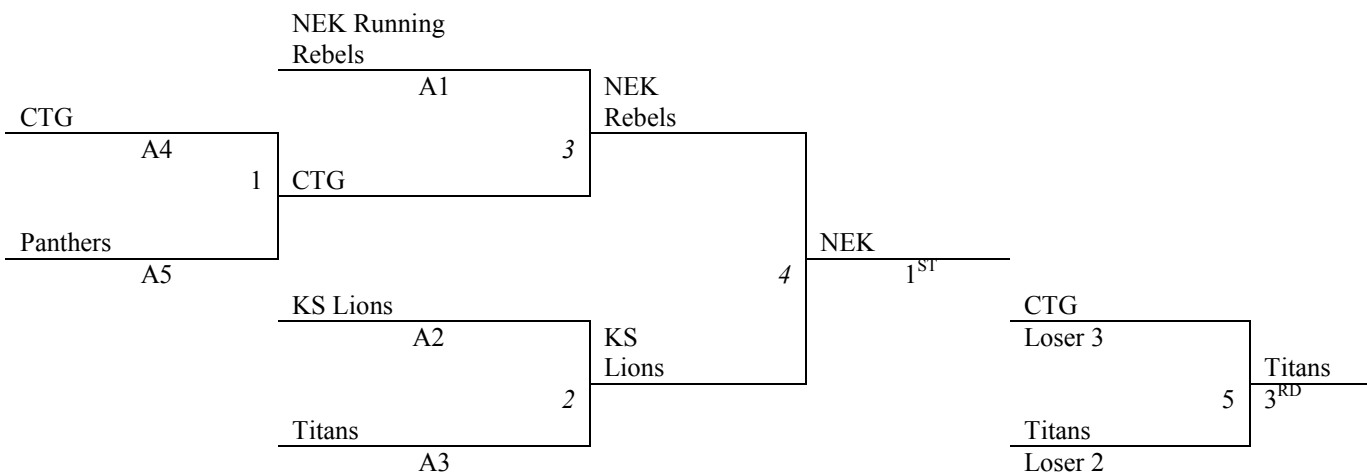 NEK Running
Rebels
A1
NEK
Rebels
CTG
A4
3
1
CTG
Panthers
A5
NEK
4
1ST
KS Lions
A2
KS
Lions
CTG
Loser 3
Titans
2
5
3RD
Titans
A3
Titans
Loser 2